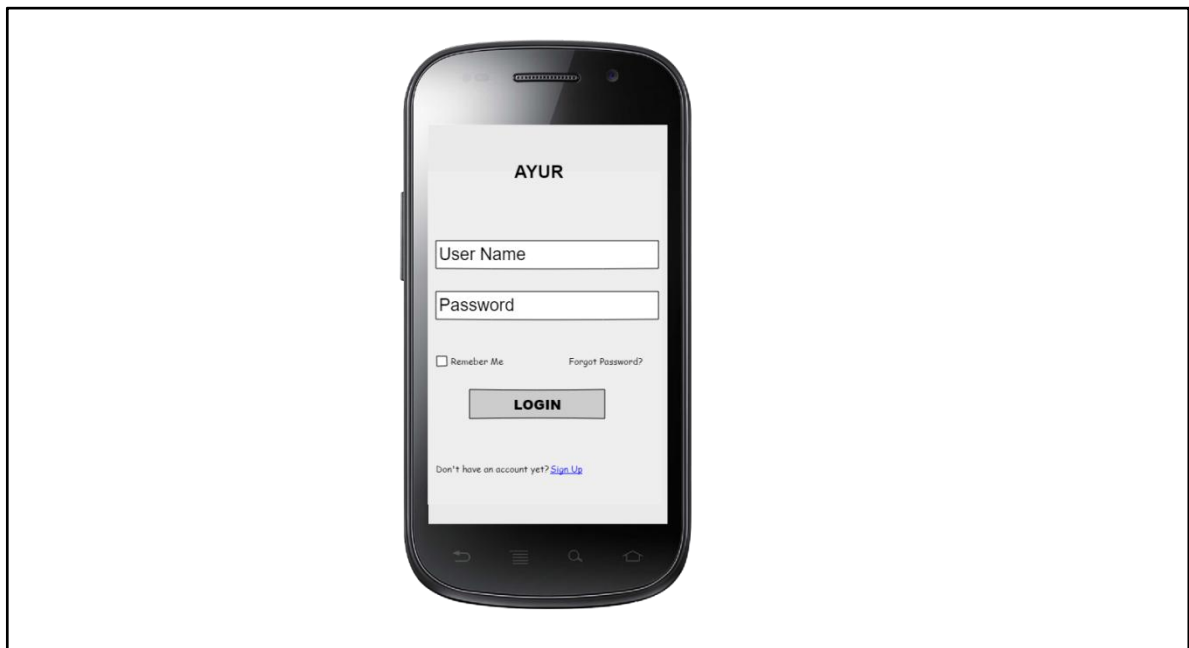 AYUR
User Name
Password
Remeber Me Forgot Password?
LOGIN
Don't have an account yet? Sign Up